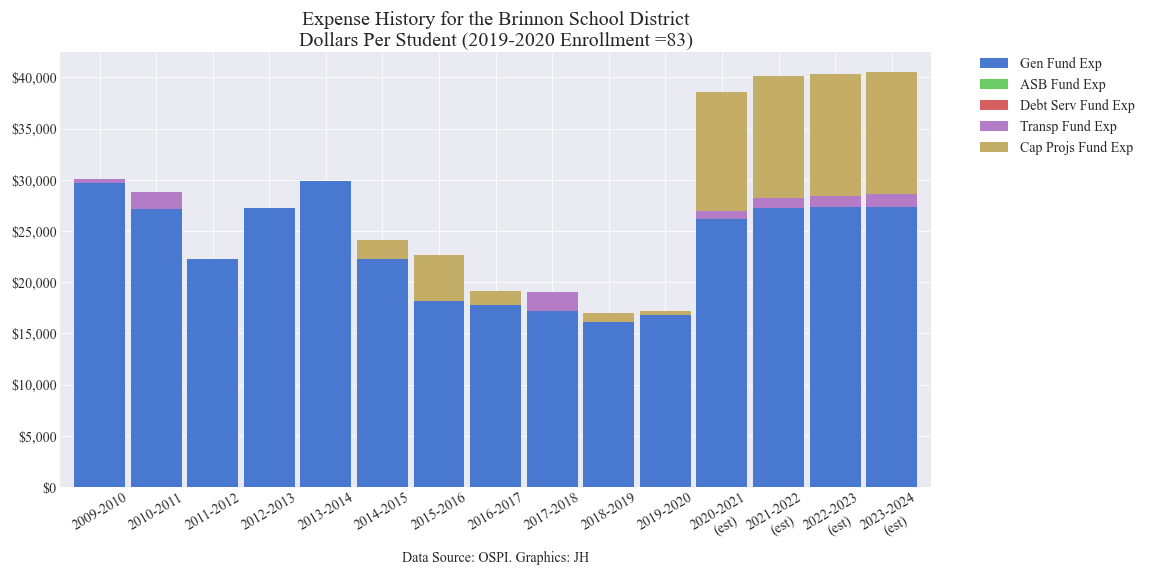 Expense History for the Brinnon School District
Dollars Per Student (2019-2020 Enrollment =83)
Gen Fund Exp
ASB Fund Exp
Debt Serv Fund Exp
Transp Fund Exp
Cap Projs Fund Exp
$40,000
$35,000
$30,000
$25,000
$20,000
$15,000
$10,000
$5,000
$0
2009-2010
2010-2011
2011-2012
2012-2013
2013-2014
2014-2015
2015-2016
2016-2017
2017-2018
2018-2019
2019-2020
2020-2021
(est)
2021-2022
(est)
2022-2023
(est)
2023-2024
(est)
Data Source: OSPI. Graphics: JH